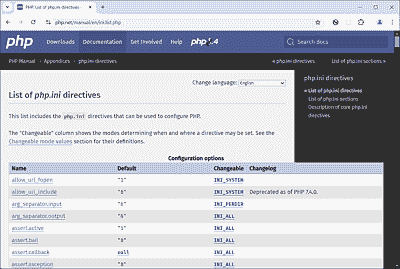 PHP: List of php.ini directives
php.net/manual/en/ini.list.php
php
Downloads
Documentation
Get Involved
Help
php 8.4
Search docs
PHP Manual › Appendices › php.ini directives
« php.ini directives
List of php.ini sections »
Change language: English
List of php.ini directives
This list includes the php.ini directives that can be used to configure PHP.
The "Changeable" column shows the modes determining when and where a directive may be set. See the
Changeable mode values section for their definitions.
Configuration options
Name Default Changeable Changelog
allow_url_fopen "1" INI_SYSTEM
allow_url_include "0" INI_SYSTEM Deprecated as of PHP 7.4.0.
arg_separator.input "&" INI_PERDIR
arg_separator.output "&" INI_ALL
assert.active "1" INI_ALL
assert.bail "0" INI_ALL
assert.callback null INI_ALL
assert.exception "0" INI_ALL
php.ini directives
» List of php.ini directives
List of php.ini sections
Description of core php.ini
directives